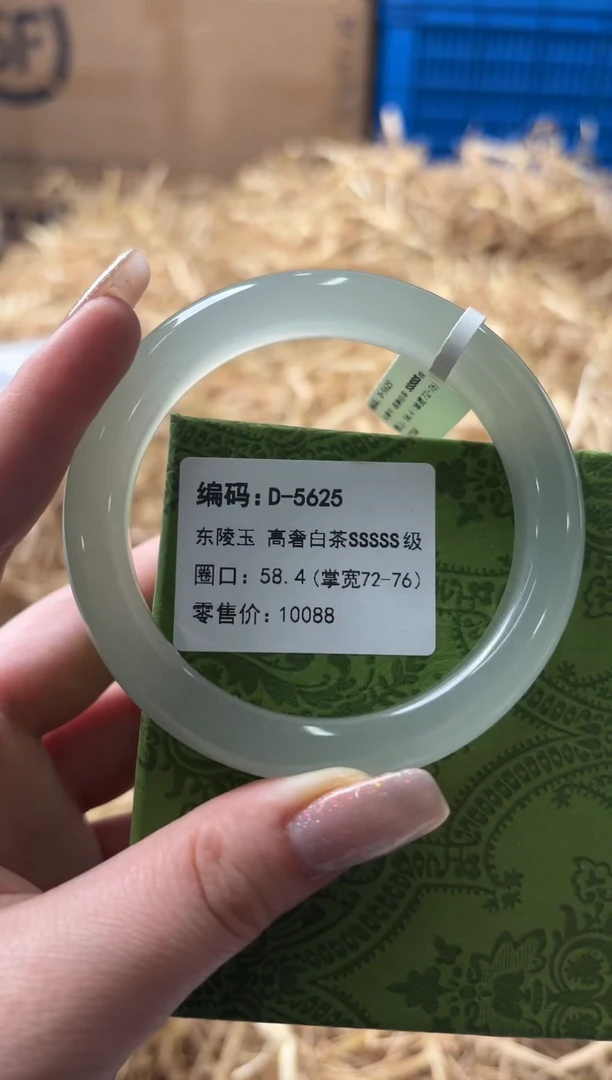 SF
编码:D-5625
东陵玉 高奢白茶SSSSS级
圈口:58.4(掌宽72-76)
零售价:10088